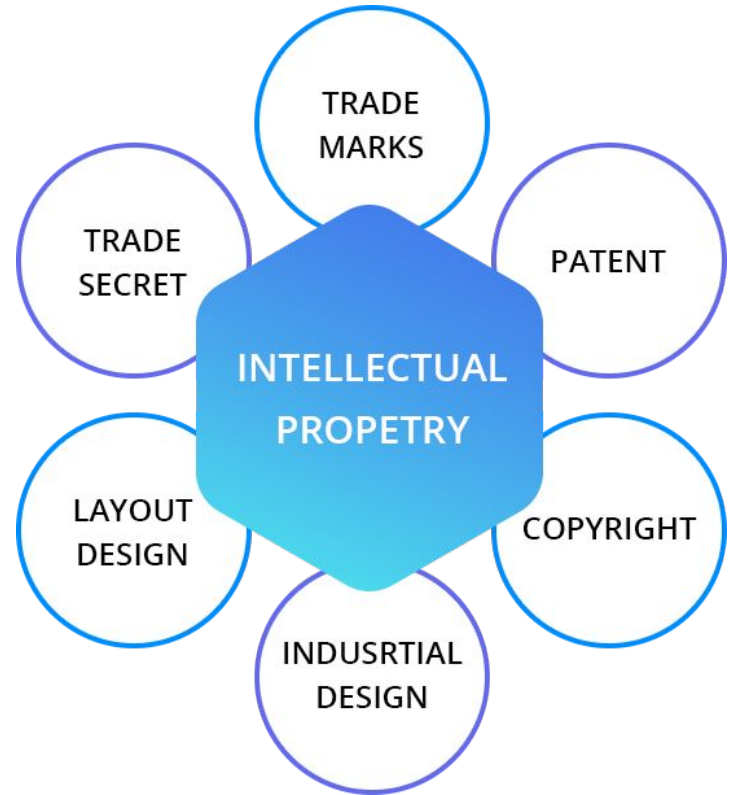 TRADE
MARKS
TRADE
SECRET
PATENT
INTELLECTUAL
PROPETRY
LAYOUT
DESIGN
COPYRIGHT
INDUSRTIAL
DESIGN